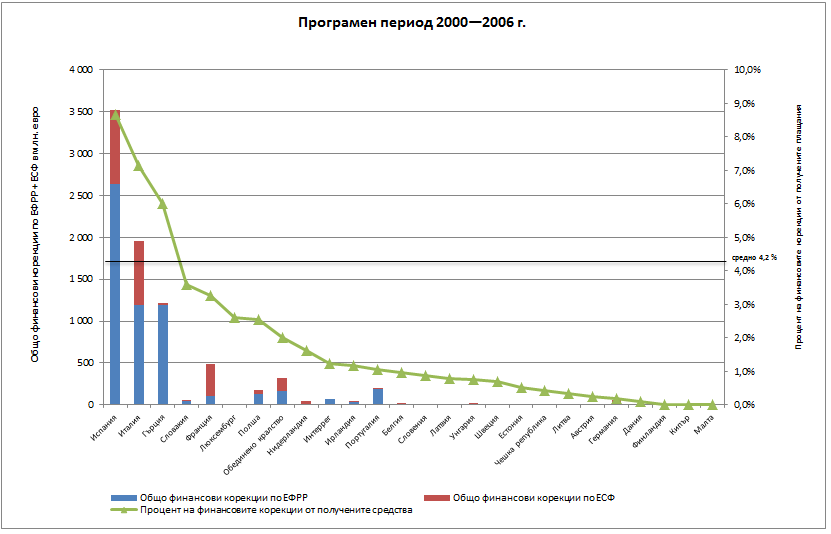 Програмен период 2000—2006 г.
Общо финансови корекции по ЕФРР+ЕСФ в млн. евро
4 000
3 500
3 000
2 500
2 000
1 500
1 000
500
0
10,0%
9,0%
8,0%
7,0%
6,0%
5,0%
4,0%
3,0%
2,0%
1,0%
0,0%
средно 4,2 %
Процент на финансовите корекции от получените плащания
Испания
Италия
Гърция
Словакия
Франция
Люксембург
Полша
Обединено кралство
Нидерландия
Интеррег
Ирландия
Португалия
Белгия
Словения
Латвия
Унгария
Швеция
Естония
Чешка република
Литва
Австрия
Германия
Дания
Финландия
Кипър
Малта
Общо финансови корекции по ЕФРР
Общо финансови корекции по ЕСФ
Процент на финансовите корекции от получените средства